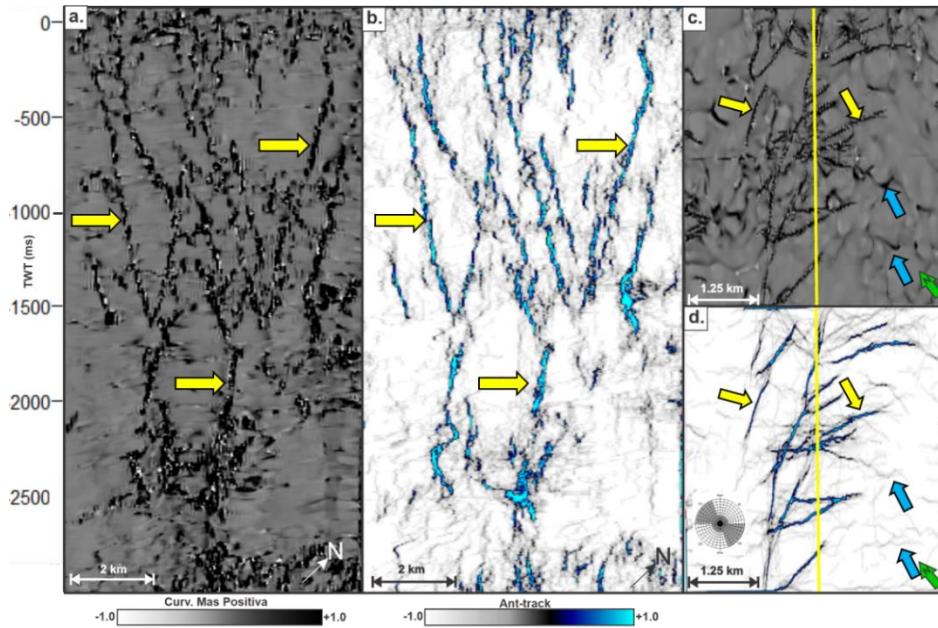 a.
b.
c.
d.
0
-500
-1000
1500
2000
2500
TWT (ms)
2 km
N
2 km
N
1.25 km
1.25 km
Curv. Mas Positiva
-1.0
+1.0
Ant-track
-1.0
+1.0